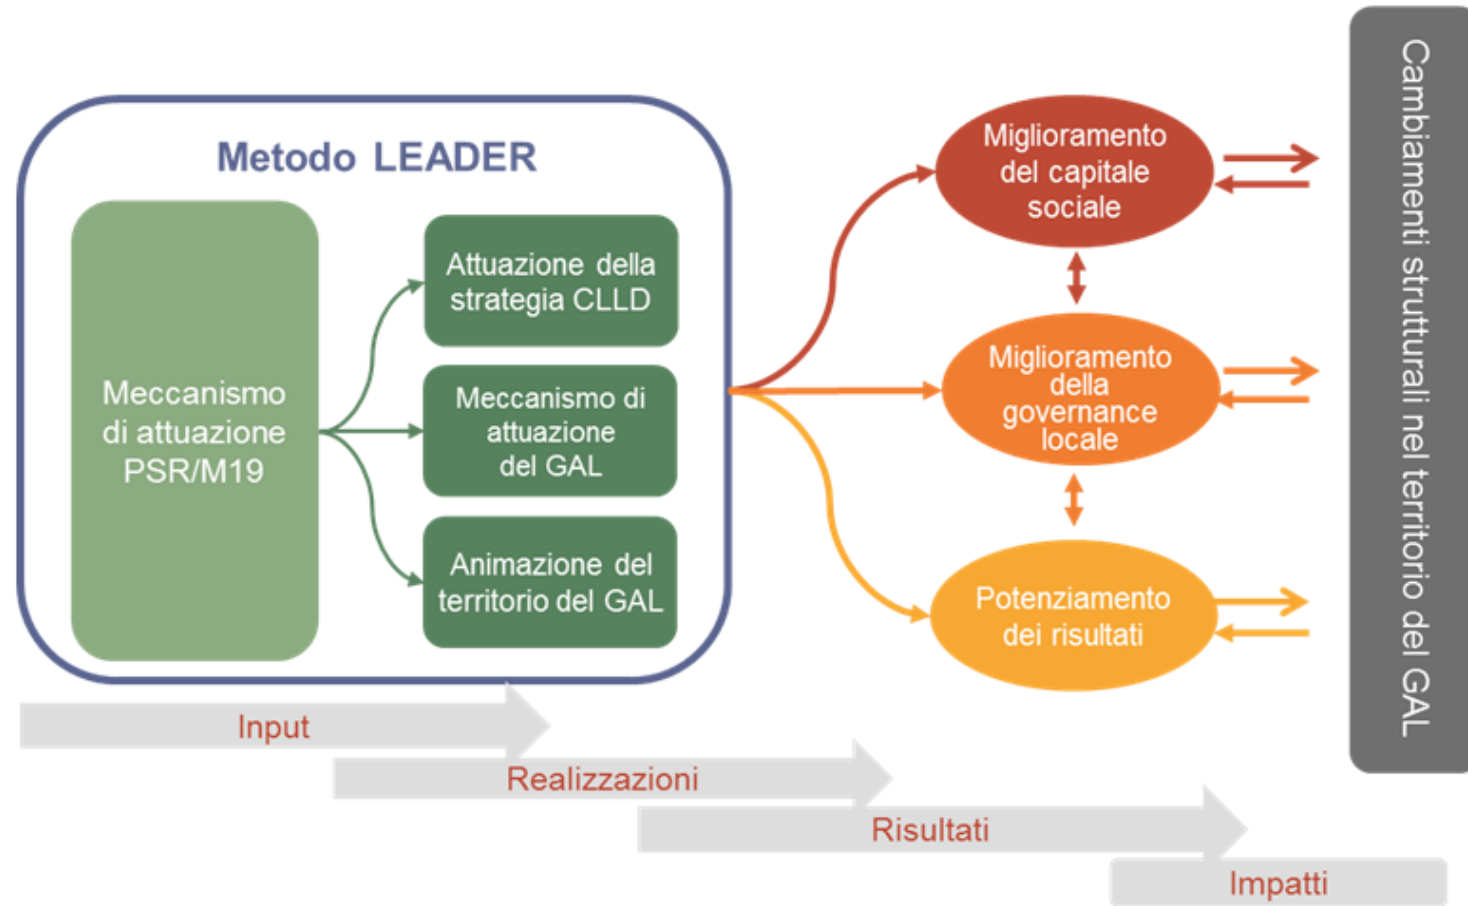 Metodo LEADER
Meccanismo
di attuazione
PSR/M19
Attuazione della
strategia CLLD
Meccanismo di
attuazione
del GAL
Animazione del
territorio del GAL
Miglioramento
del capitale
sociale
Miglioramento
della
governance
locale
Potenziamento
dei risultati
Cambiamenti strutturali nel territorio del GAL
Input
Realizzazioni
Risultati
Impatti